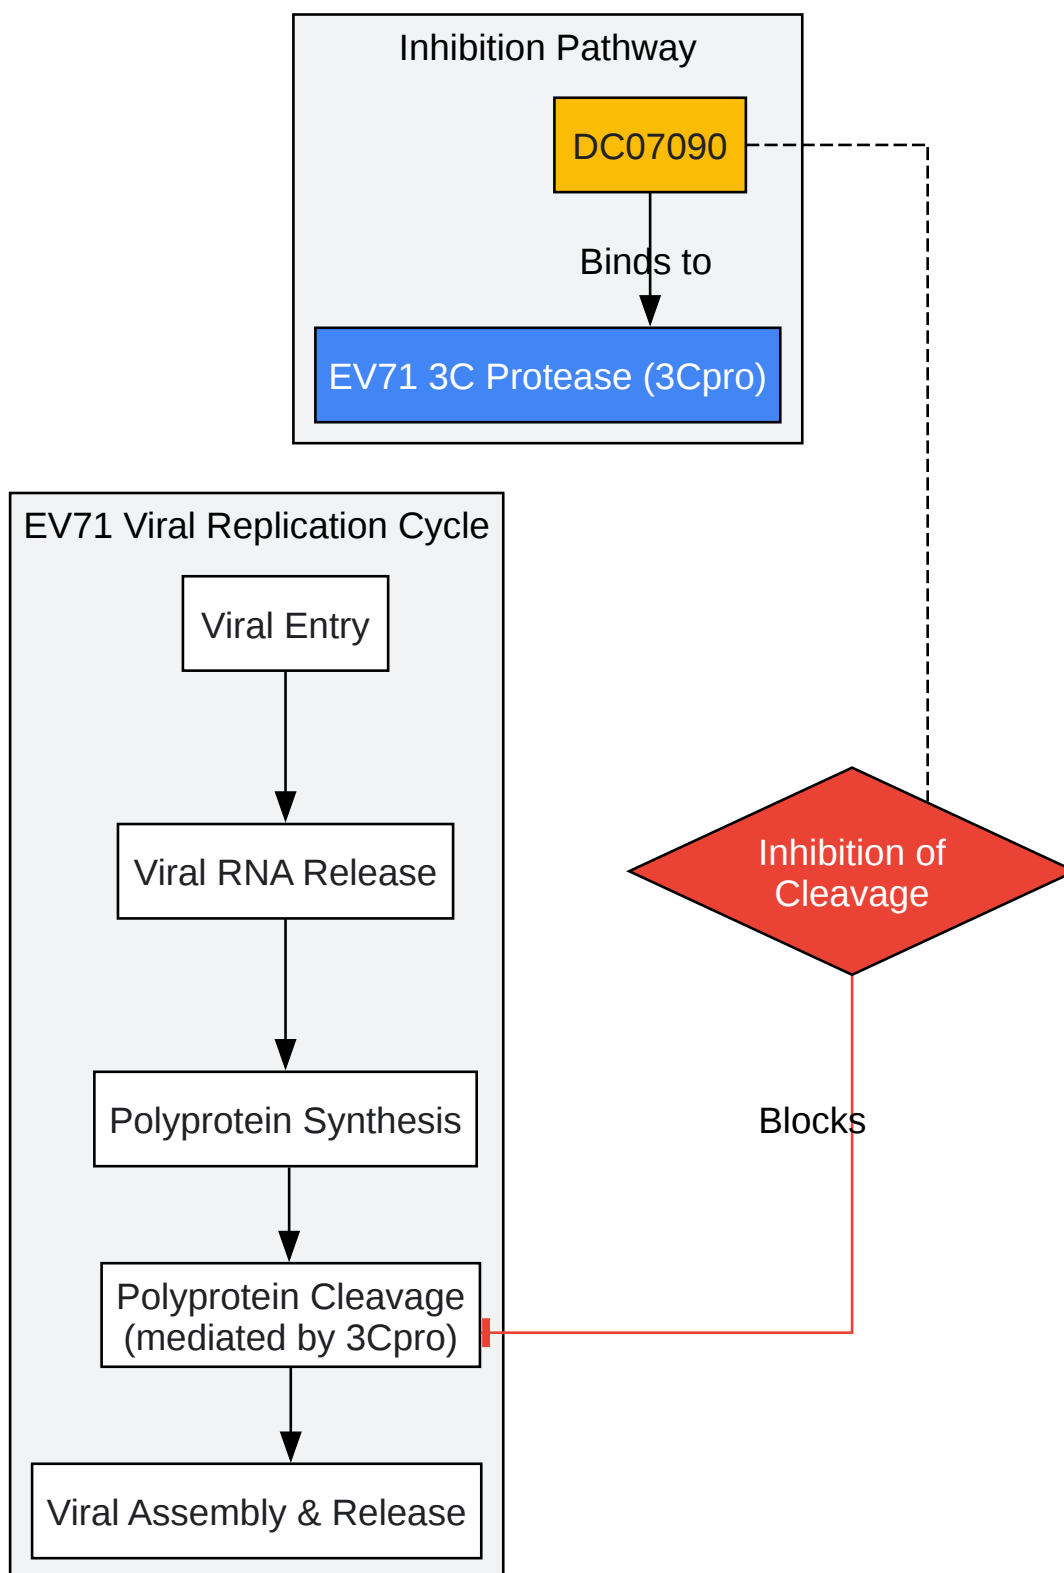 Inhibition Pathway
DC07090
Binds to
EV71 3C Protease (3Cpro)
EV71 Viral Replication Cycle
Viral Entry
Viral RNA Release
Inhibition of
Cleavage
Polyprotein Synthesis
Blocks
Polyprotein Cleavage
(mediated by 3Cpro)
Viral Assembly & Release